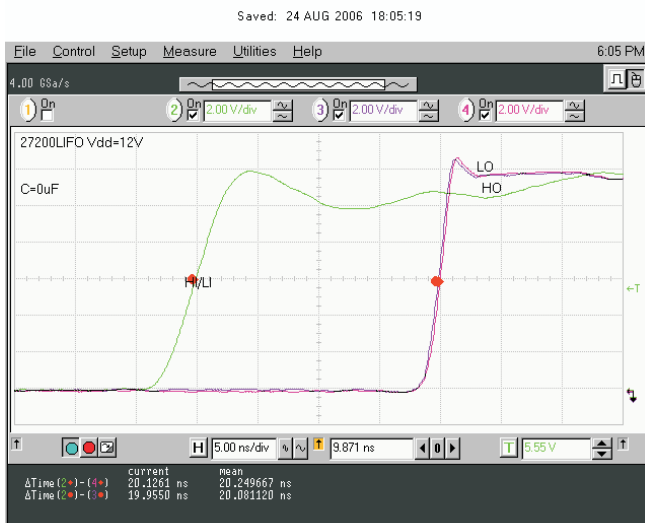 Saved: 24 AUG 2006 18:05:19
File Control Setup Measure Utilities Help 6:05 PM
4.00 GSa/s
1 On 2 On 2.00 V/div 3 On 2.00 V/div 4 On 2.00 V/div
27200LIFO Vdd=12V
LO
C=0uF
HO
HI/LI
T
H 5.00 ns/div 9.871 ns 0 T 5.55 V
current mean
ΔTime(2)-(4) 20.1261 ns 20.249667 ns
ΔTime(2)-(3) 19.9550 ns 20.081120 ns